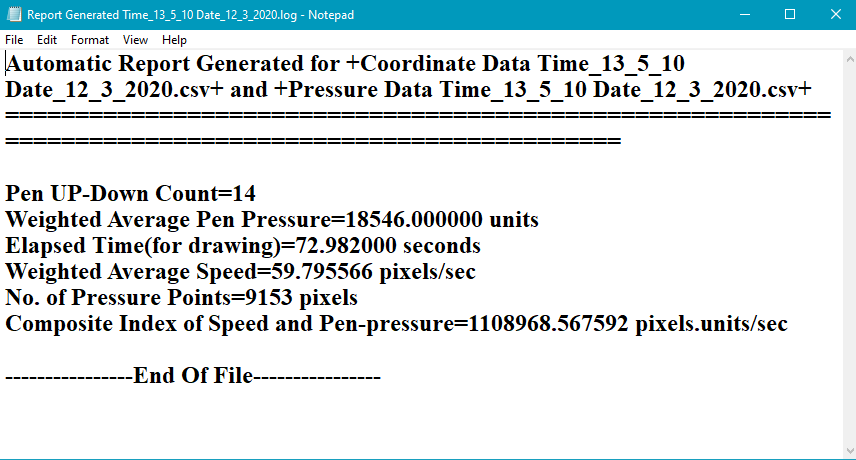 Report Generated Time_13_5_10 Date_12_3_2020.log - Notepad
File Edit Format View Help
Automatic Report Generated for +Coordinate Data Time_13_5_10
Date_12_3_2020.csv+ and +Pressure Data Time_13_5_10 Date_12_3_2020.csv+
===========================================================
============================================
Pen UP-Down Count=14
Weighted Average Pen Pressure=18546.000000 units
Elapsed Time(for drawing)=72.982000 seconds
Weighted Average Speed=59.795566 pixels/sec
No. of Pressure Points=9153 pixels
Composite Index of Speed and Pen-pressure=1108968.567592 pixels.units/sec
----------------End Of File----------------